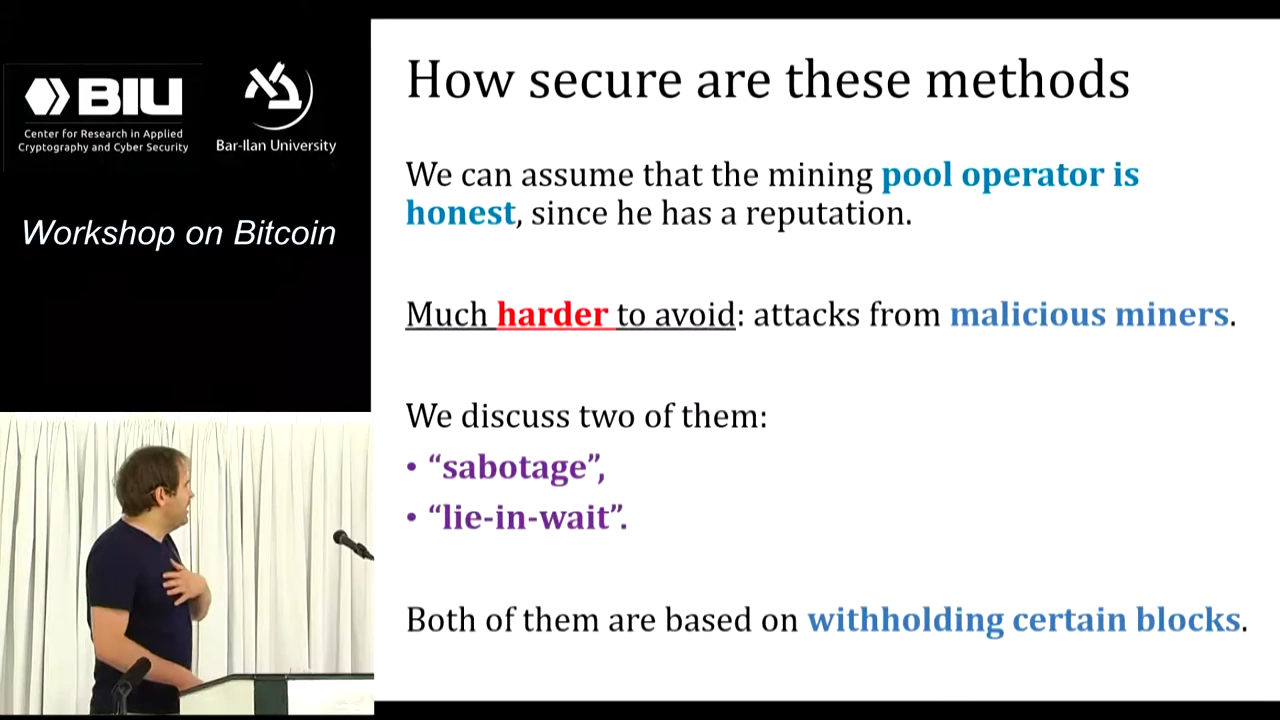 BIU
Center for Research in Applied
Cryptography and Cyber Security
Bar-Ilan University
Workshop on Bitcoin
How secure are these methods
We can assume that the mining pool operator is
honest, since he has a reputation.
Much harder to avoid: attacks from malicious miners.
We discuss two of them:
• “sabotage”,
• “lie-in-wait”.
Both of them are based on withholding certain blocks.